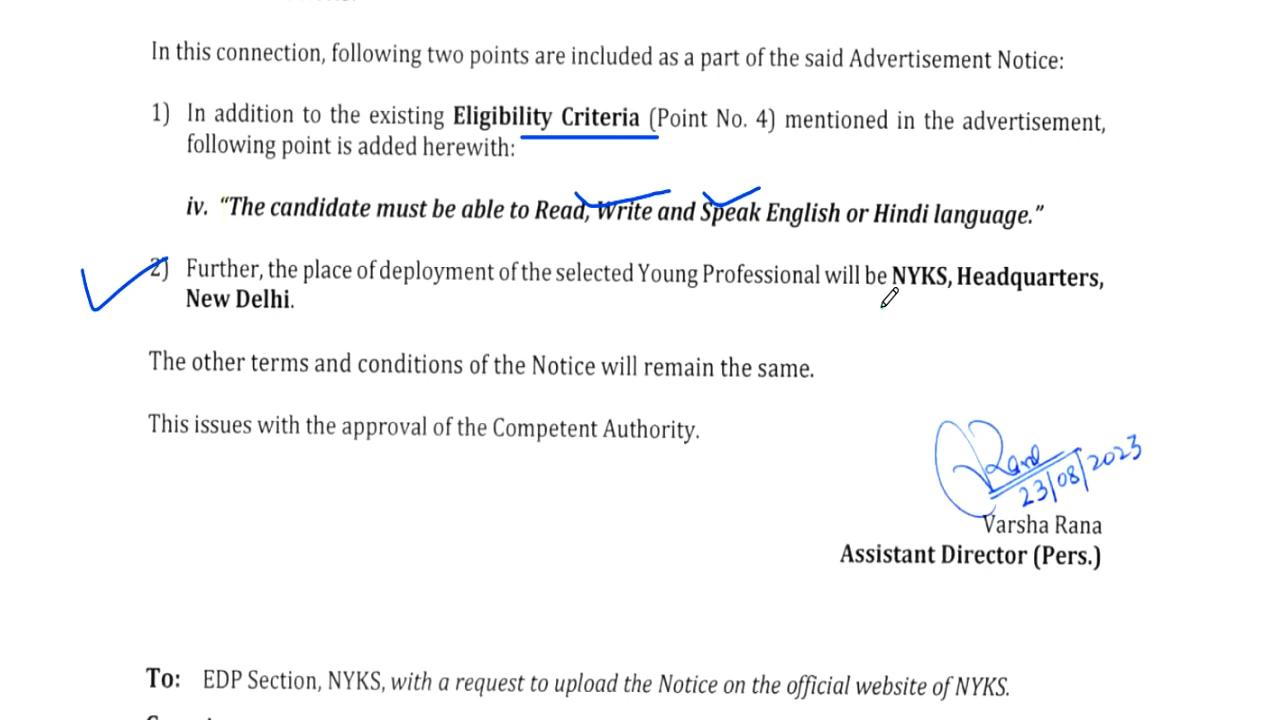 In this connection, following two points are included as a part of the said Advertisement Notice:
1) In addition to the existing Eligibility Criteria (Point No. 4) mentioned in the advertisement,
following point is added herewith:
iv. “The candidate must be able to Read, Write and Speak English or Hindi language.”
2) Further, the place of deployment of the selected Young Professional will be NYKS, Headquarters,
New Delhi.
The other terms and conditions of the Notice will remain the same.
This issues with the approval of the Competent Authority.
23/08/2023
Varsha Rana
Assistant Director (Pers.)
To: EDP Section, NYKS, with a request to upload the Notice on the official website of NYKS.